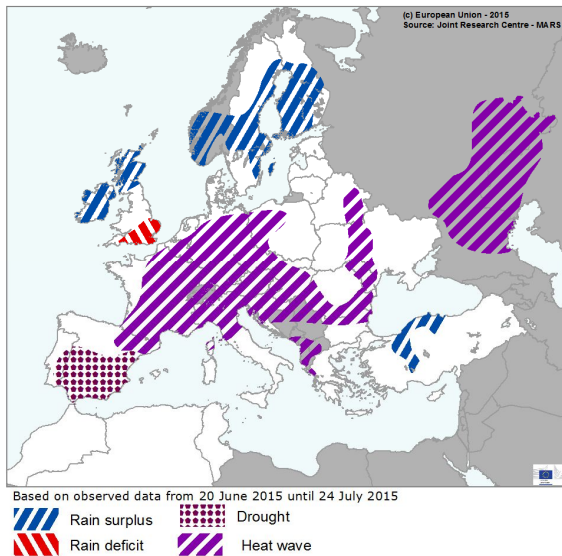 (c) European Union - 2015
Source: Joint Research Centre - MARS
Based on observed data from 20 June 2015 until 24 July 2015
Rain surplus
Drought
Rain deficit
Heat wave